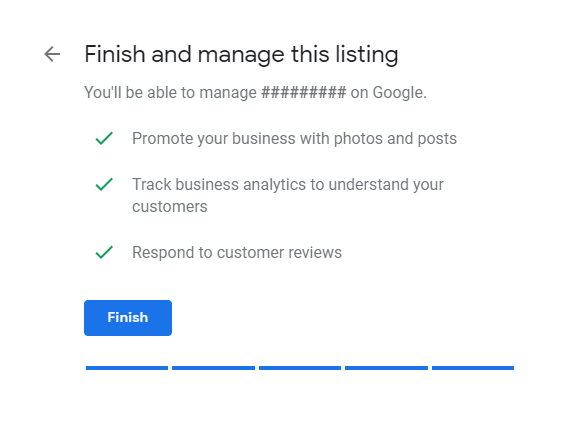 Finish and manage this listing
You'll be able to manage ######### on Google.
Promote your business with photos and posts
Track business analytics to understand your
customers
Respond to customer reviews
Finish